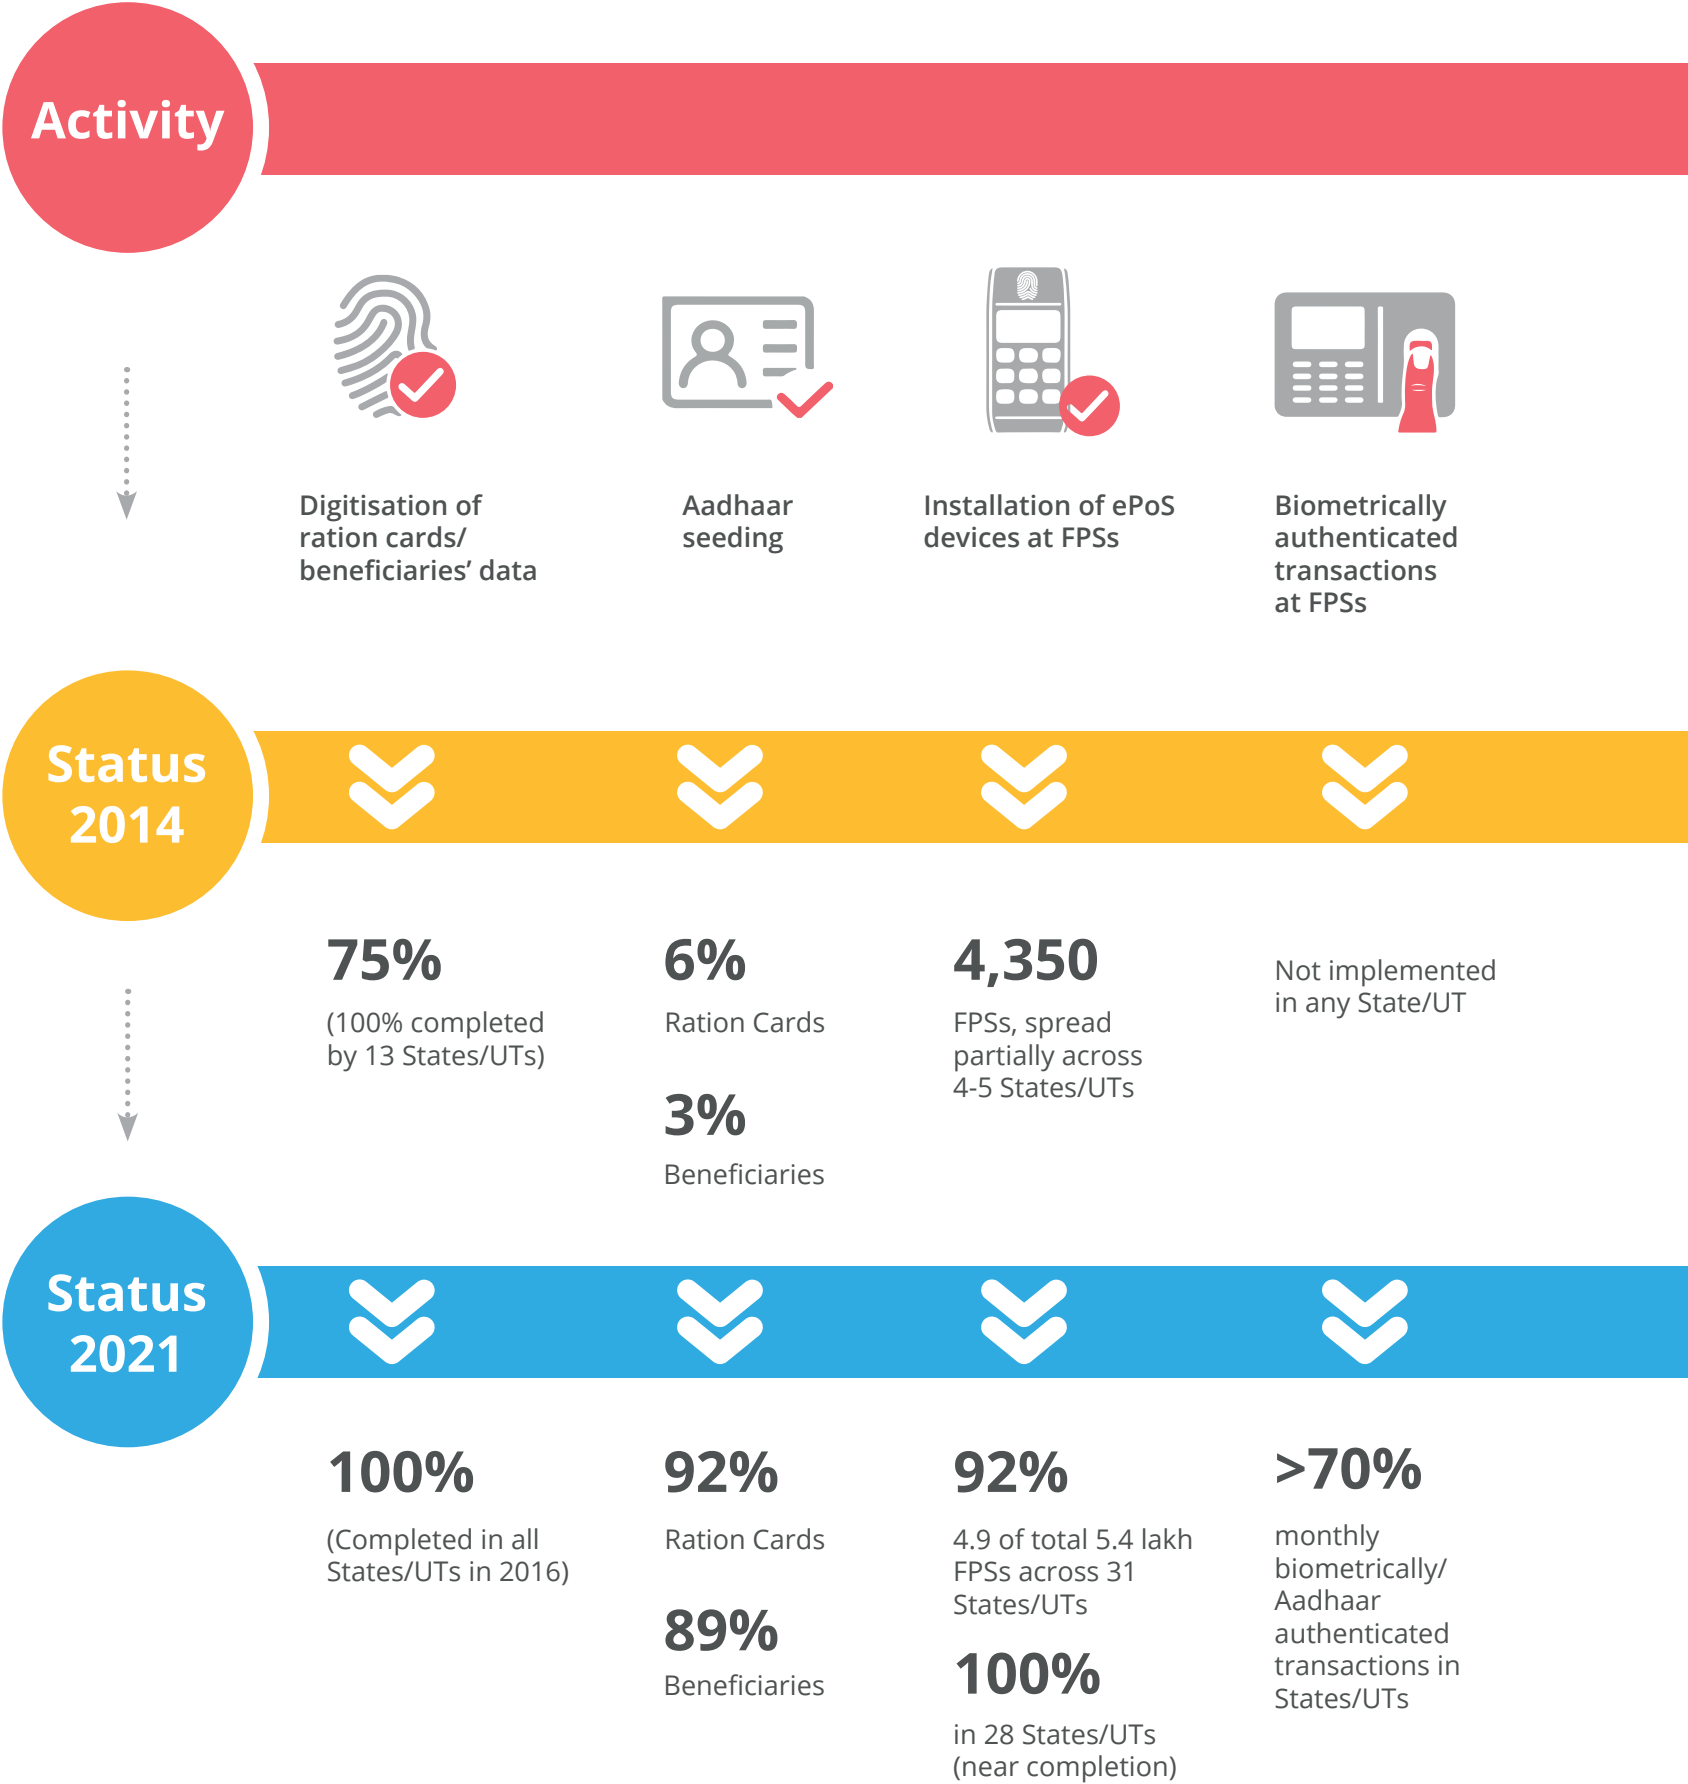 Activity
Digitisation of
ration cards/
beneficiaries’ data
Aadhaar
seeding
Installation of ePoS
devices at FPSs
Biometrically
authenticated
transactions
at FPSs
Status
2014
75%
(100% completed
by 13 States/UTs)
6%
Ration Cards
3%
Beneficiaries
4,350
FPSs, spread
partially across
4-5 States/UTs
Not implemented
in any State/UT
Status
2021
100%
(Completed in all
States/UTs in 2016)
92%
Ration Cards
89%
Beneficiaries
92%
4.9 of total 5.4 lakh
FPSs across 31
States/UTs
100%
in 28 States/UTs
(near completion)
>70%
monthly
biometrically/
Aadhaar
authenticated
transactions in
States/UTs